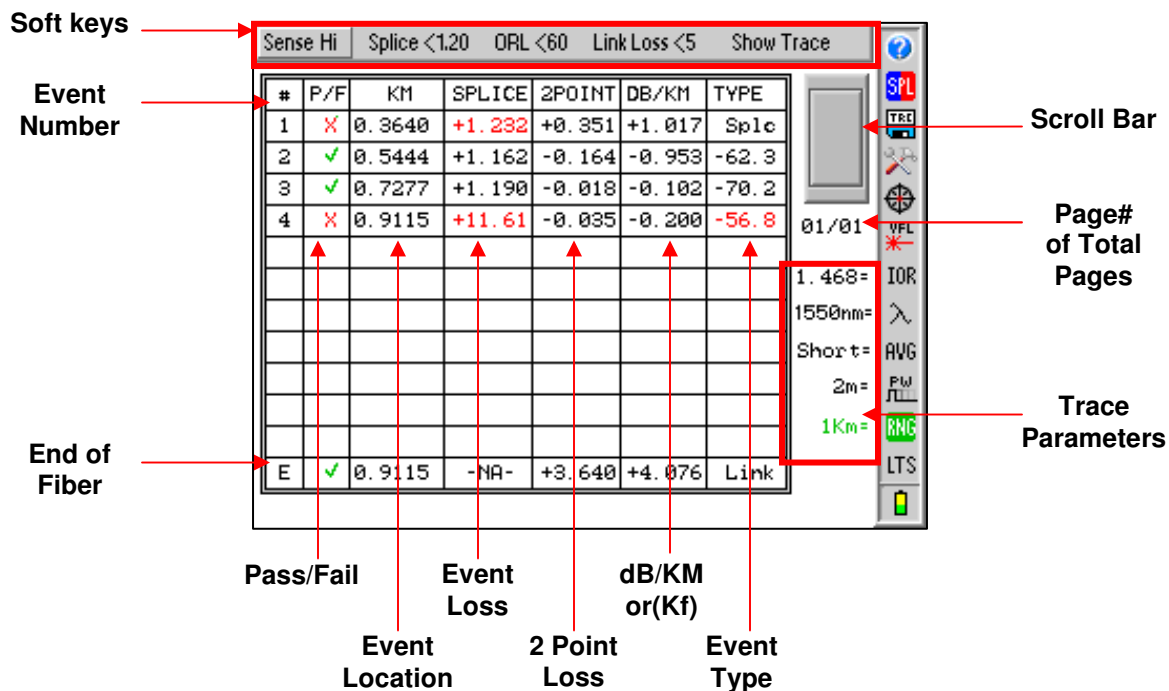 Soft keys
Sense Hi Splice <1.20 ORL <60 Link Loss <5 Show Trace
?
SPL
TRC
VFL
IOR
λ
AVG
PW
RNG
LTS
# P/F KM SPLICE 2POINT DB/KM TYPE
1 X 0.3640 +1.232 +0.351 +1.017 Splc
2 ✓ 0.5444 +1.162 -0.164 -0.953 -62.3
3 ✓ 0.7277 +1.190 -0.018 -0.102 -70.2
4 X 0.9115 +11.61 -0.035 -0.200 -56.8
E ✓ 0.9115 -NA- +3.640 +4.076 Link
01/01
1.468=
1550nm=
Short=
2m=
1Km=
Event
Number
End of
Fiber
Scroll Bar
Page#
of Total
Pages
Trace
Parameters
Pass/Fail
Event
Loss
dB/KM
or(Kf)
Event
Location
2 Point
Loss
Event
Type